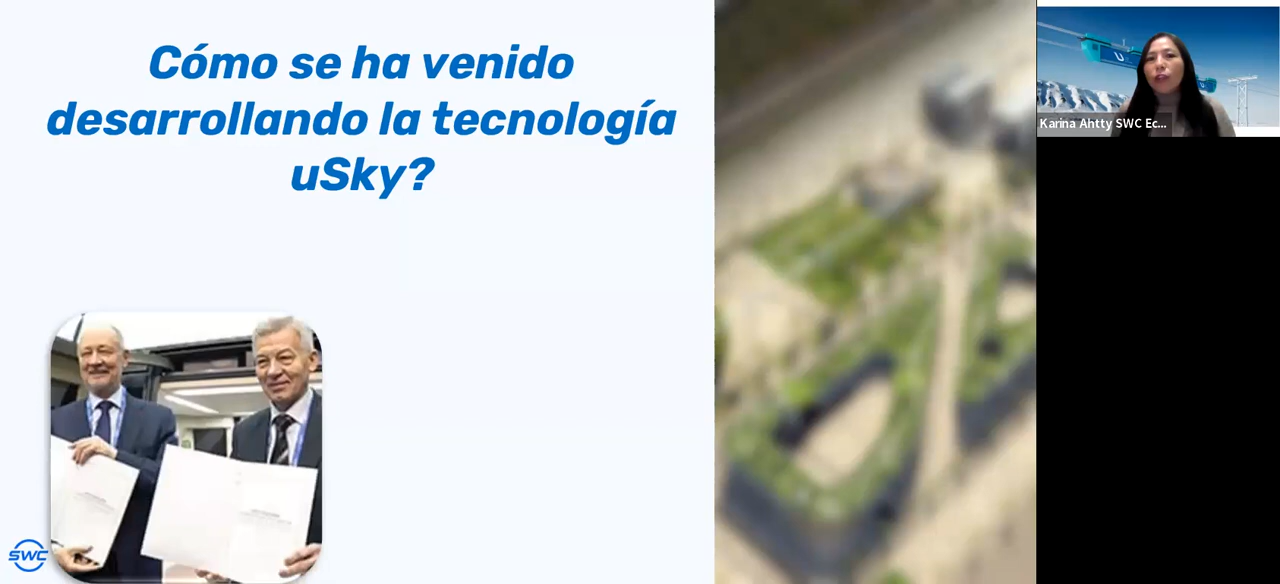 Cómo se ha venido
desarrollando la tecnología
uSky?
Karina Ahtty SWC Ec...
U
SWC